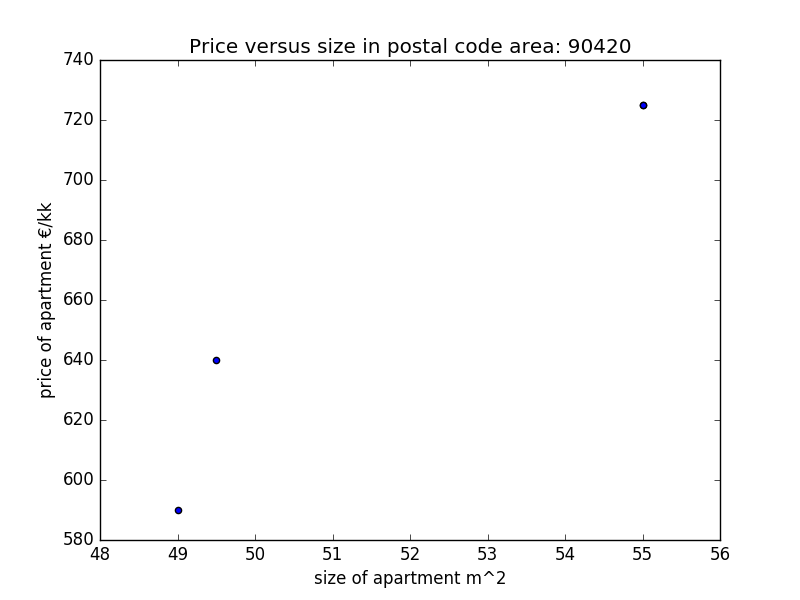 Price versus size in postal code area: 90420
740
720
700
680
660
640
620
600
580
price of apartment €/kk
48 49 50 51 52 53 54 55 56
size of apartment m^2